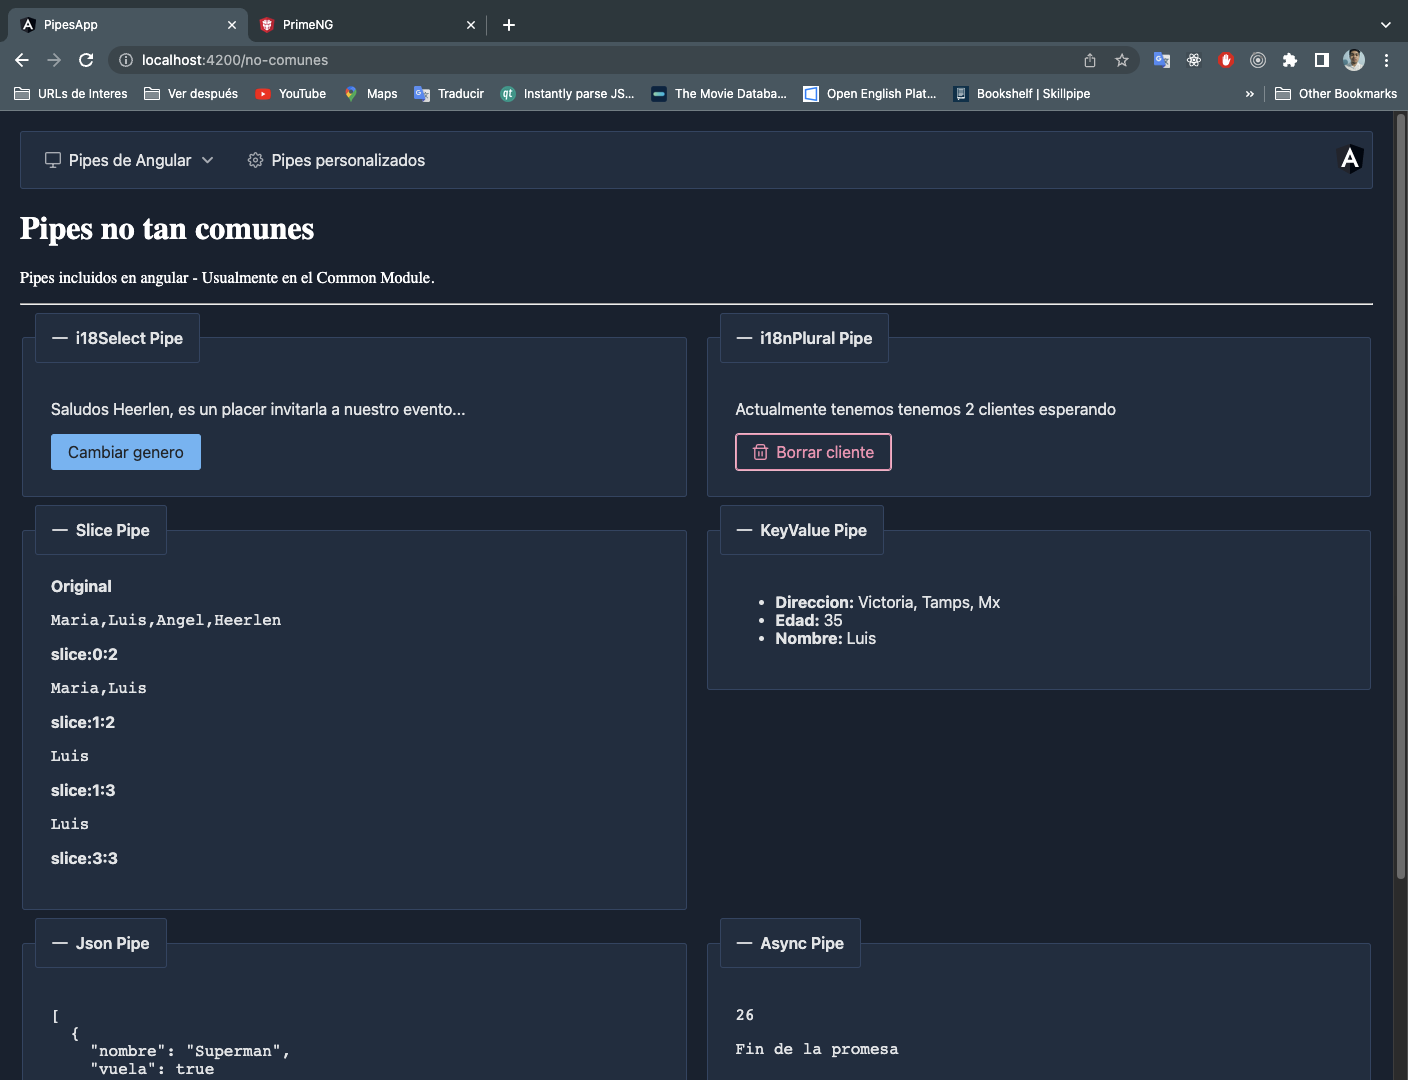 PipesApp
PrimeNG
localhost:4200/no-comunes
URLs de Interes
Ver después
YouTube
Maps
Traducir
Instantly parse JS...
The Movie Databa...
Open English Plat...
Bookshelf | Skillpipe
»
Other Bookmarks
Pipes de Angular
Pipes personalizados
Pipes no tan comunes
Pipes incluidos en angular - Usualmente en el Common Module.
i18Select Pipe
Saludos Heerlen, es un placer invitarla a nuestro evento...
Cambiar genero
i18nPlural Pipe
Actualmente tenemos tenemos 2 clientes esperando
Borrar cliente
Slice Pipe
Original
Maria,Luis,Angel,Heerlen
slice:0:2
Maria,Luis
slice:1:2
Luis
slice:1:3
Luis
slice:3:3
KeyValue Pipe
• Direccion: Victoria, Tamps, Mx
• Edad: 35
• Nombre: Luis
Json Pipe
[
{
"nombre": "Superman",
"vuela": true
Async Pipe
26
Fin de la promesa